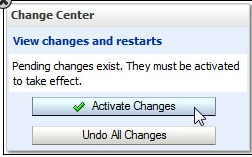 Change Center
View changes and restarts
Pending changes exist. They must be activated
to take effect.
Activate Changes
Undo All Changes